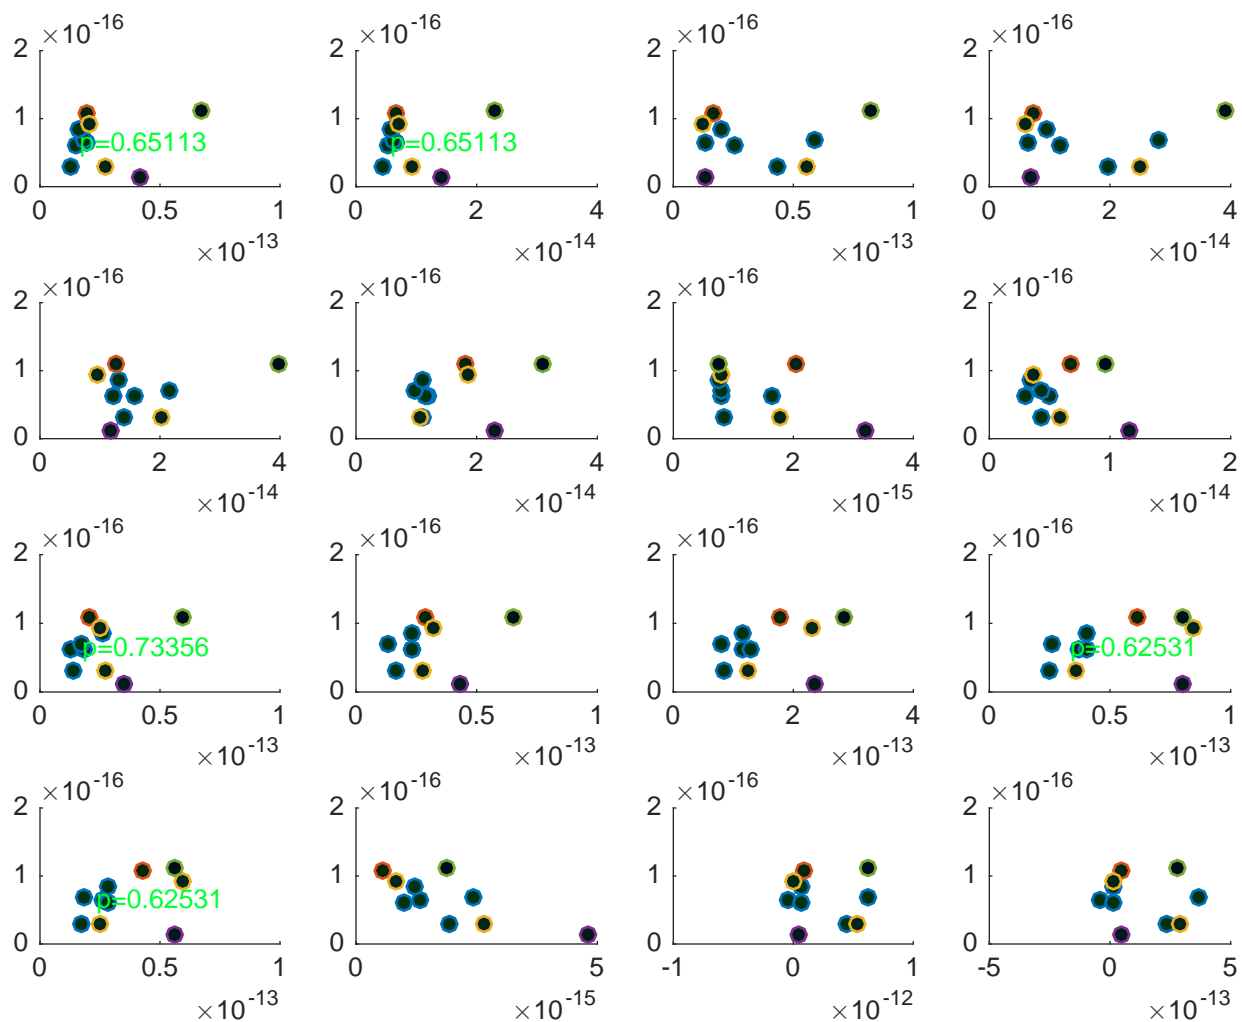 ×10^-16 ×10^-16 ×10^-16 ×10^-16
2 2 2 2
1 1 1 1
p=0.65113 p=0.65113
0 0 0 0
0 0.5 1 0 2 4 0 0.5 1 0 2 4
×10^-13 ×10^-14 ×10^-13 ×10^-14
×10^-16 ×10^-16 ×10^-16 ×10^-16
2 2 2 2
1 1 1 1
0 0 0 0
0 2 4 0 2 4 0 2 4 0 1 2
×10^-14 ×10^-14 ×10^-15 ×10^-14
×10^-16 ×10^-16 ×10^-16 ×10^-16
2 2 2 2
1 1 1 1
p=0.73356 p=0.62531
0 0 0 0
0 0.5 1 0 0.5 1 0 2 4 0 0.5 1
×10^-13 ×10^-13 ×10^-13 ×10^-13
×10^-16 ×10^-16 ×10^-16 ×10^-16
2 2 2 2
1 1 1 1
p=0.62531
0 0 0 0
0 0.5 1 0 5 -1 0 1 -5 0 5
×10^-13 ×10^-15 ×10^-12 ×10^-13